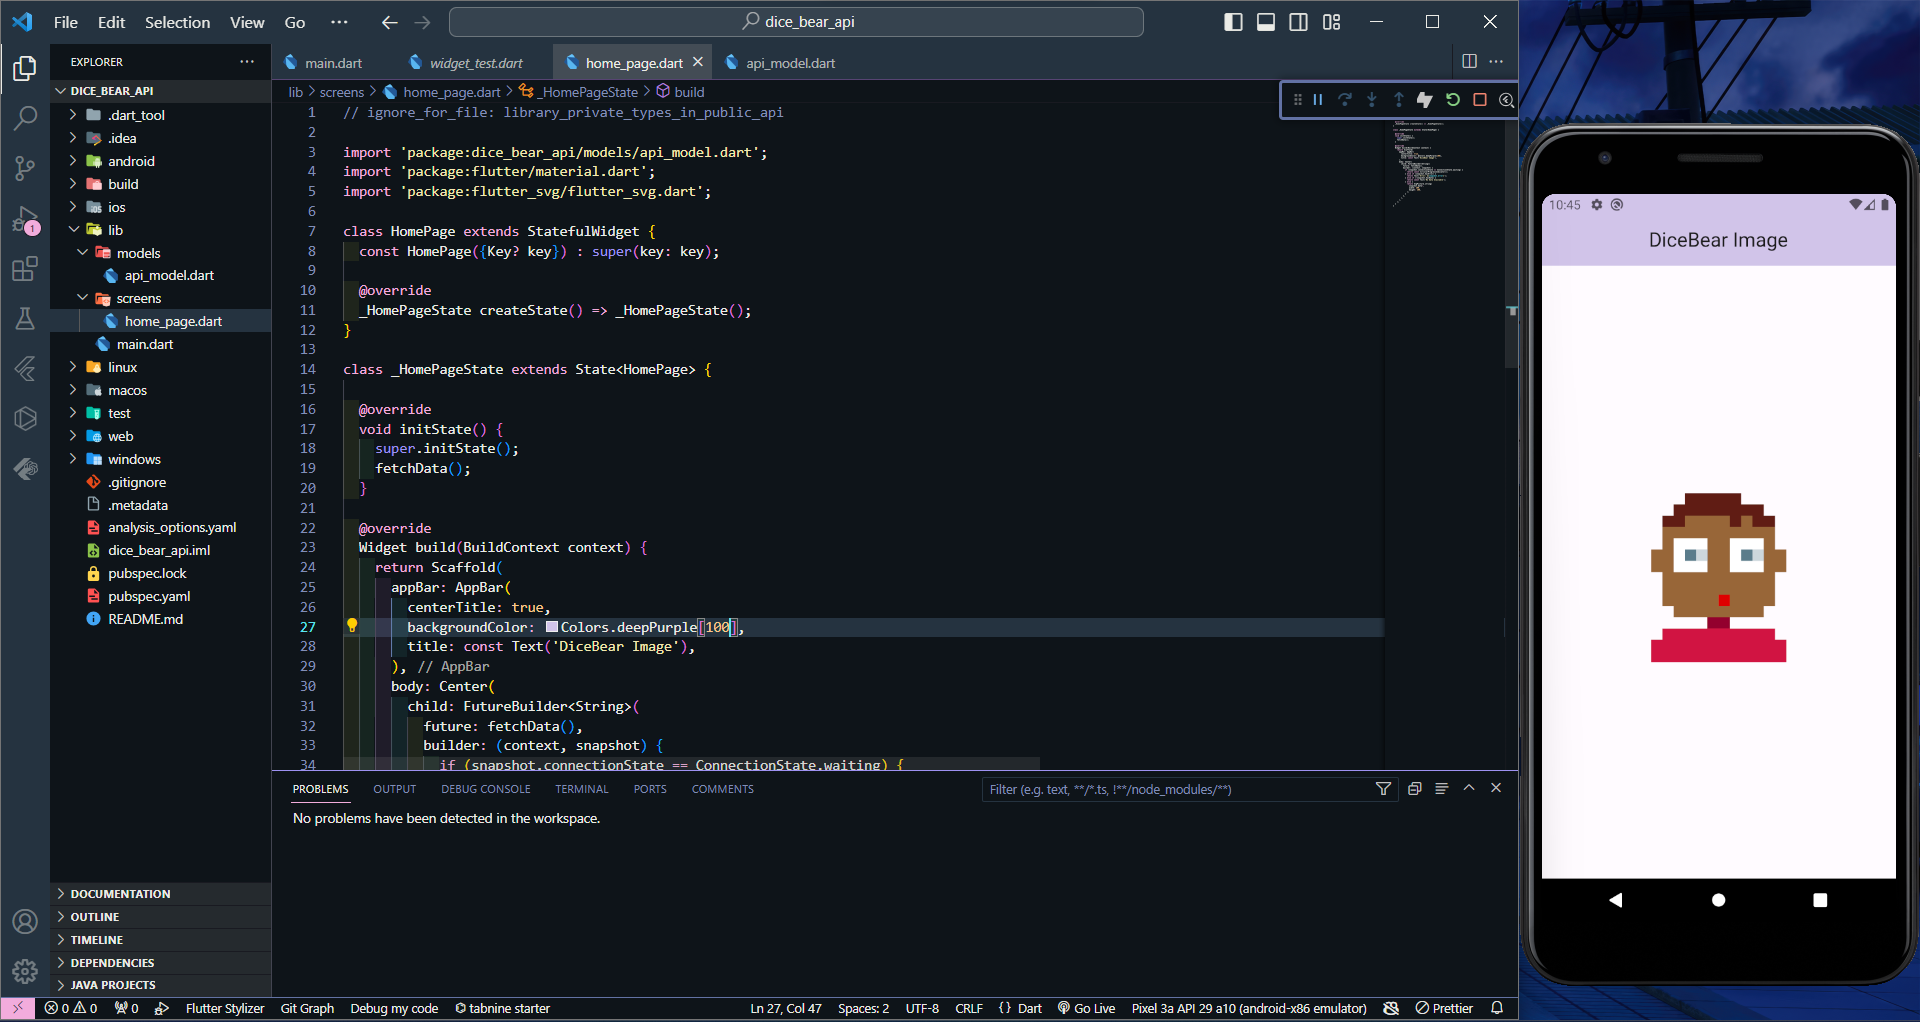 File Edit Selection View Go ··· dice_bear_api
EXPLORER ···
DICE_BEAR_API
.dart_tool
.idea
android
build
ios
lib
models
api_model.dart
screens
home_page.dart
main.dart
linux
macos
test
web
windows
.gitignore
.metadata
analysis_options.yaml
dice_bear_api.iml
pubspec.lock
pubspec.yaml
README.md
DOCUMENTATION
OUTLINE
TIMELINE
DEPENDENCIES
JAVA PROJECTS
1
main.dart widget_test.dart home_page.dart api_model.dart
lib > screens > home_page.dart > _HomePageState > build
1 // ignore_for_file: library_private_types_in_public_api
2
3 import 'package:dice_bear_api/models/api_model.dart';
4 import 'package:flutter/material.dart';
5 import 'package:flutter_svg/flutter_svg.dart';
6
7 class HomePage extends StatefulWidget {
8 const HomePage({Key? key}) : super(key: key);
9
10 @override
11 _HomePageState createState() => _HomePageState();
12 }
13
14 class _HomePageState extends State<HomePage> {
15
16 @override
17 void initState() {
18 super.initState();
19 fetchData();
20 }
21
22 @override
23 Widget build(BuildContext context) {
24 return Scaffold(
25 appBar: AppBar(
26 centerTitle: true,
27 backgroundColor: Colors.deepPurple[100],
28 title: const Text('DiceBear Image'),
29 ), // AppBar
30 body: Center(
31 child: FutureBuilder<String>(
32 future: fetchData(),
33 builder: (context, snapshot) {
34 if (snapshot.connectionState == ConnectionState.waiting) {
PROBLEMS OUTPUT DEBUG CONSOLE TERMINAL PORTS COMMENTS Filter (e.g. text, **/*.ts, !**/node_modules/**)
No problems have been detected in the workspace.
0 0 0 Flutter Stylizer Git Graph Debug my code tabnine starter Ln 27, Col 47 Spaces: 2 UTF-8 CRLF {} Dart Go Live Pixel 3a API 29 a10 (android-x86 emulator) Prettier
10:45
DiceBear Image